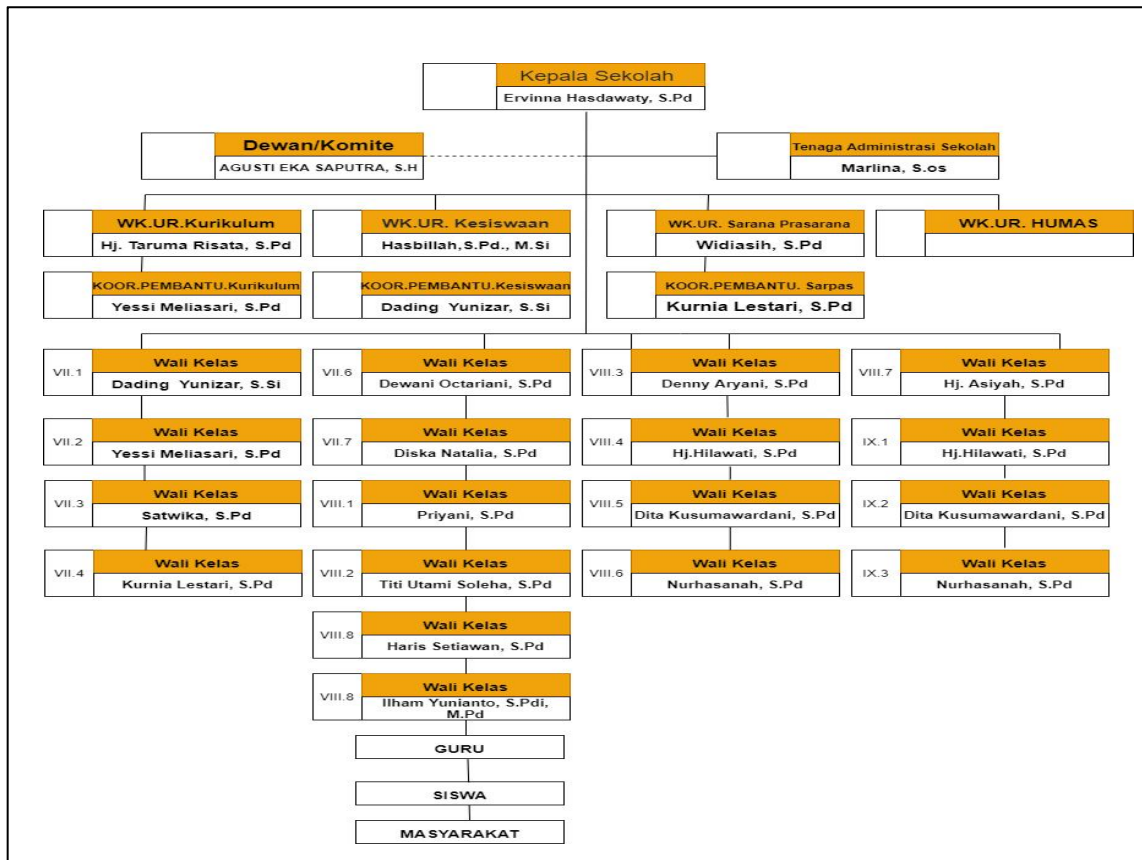 Kepala Sekolah
Ervinna Hasdawaty, S.Pd
Dewan/Komite
AGUSTI EKA SAPUTRA, S.H
Tenaga Administrasi Sekolah
Marlina, S.os
WK.UR.Kurikulum
Hj. Taruma Risata, S.Pd
WK.UR. Kesiswaan
Hasbillah,S.Pd., M.Si
WK.UR. Sarana Prasarana
Widiasih, S.Pd
WK.UR. HUMAS
KOOR.PEMBANTU.Kurikulum
Yessi Meliasari, S.Pd
KOOR.PEMBANTU.Kesiswaan
Dading Yunizar, S.Si
KOOR.PEMBANTU. Sarpas
Kurnia Lestari, S.Pd
VII.1
Wali Kelas
Dading Yunizar, S.Si
VII.6
Wali Kelas
Dewani Octariani, S.Pd
VIII.3
Wali Kelas
Denny Aryani, S.Pd
VIII.7
Wali Kelas
Hj. Asiyah, S.Pd
VII.2
Wali Kelas
Yessi Meliasari, S.Pd
VII.7
Wali Kelas
Diska Natalia, S.Pd
VIII.4
Wali Kelas
Hj.Hilawati, S.Pd
IX.1
Wali Kelas
Hj.Hilawati, S.Pd
VII.3
Wali Kelas
Satwika, S.Pd
VIII.1
Wali Kelas
Priyani, S.Pd
VIII.5
Wali Kelas
Dita Kusumawardani, S.Pd
IX.2
Wali Kelas
Dita Kusumawardani, S.Pd
VII.4
Wali Kelas
Kurnia Lestari, S.Pd
VIII.2
Wali Kelas
Titi Utami Soleha, S.Pd
VIII.6
Wali Kelas
Nurhasanah, S.Pd
IX.3
Wali Kelas
Nurhasanah, S.Pd
VIII.8
Wali Kelas
Haris Setiawan, S.Pd
VIII.8
Wali Kelas
Ilham Yunianto, S.Pdi,
M.Pd
GURU
SISWA
MASYARAKAT